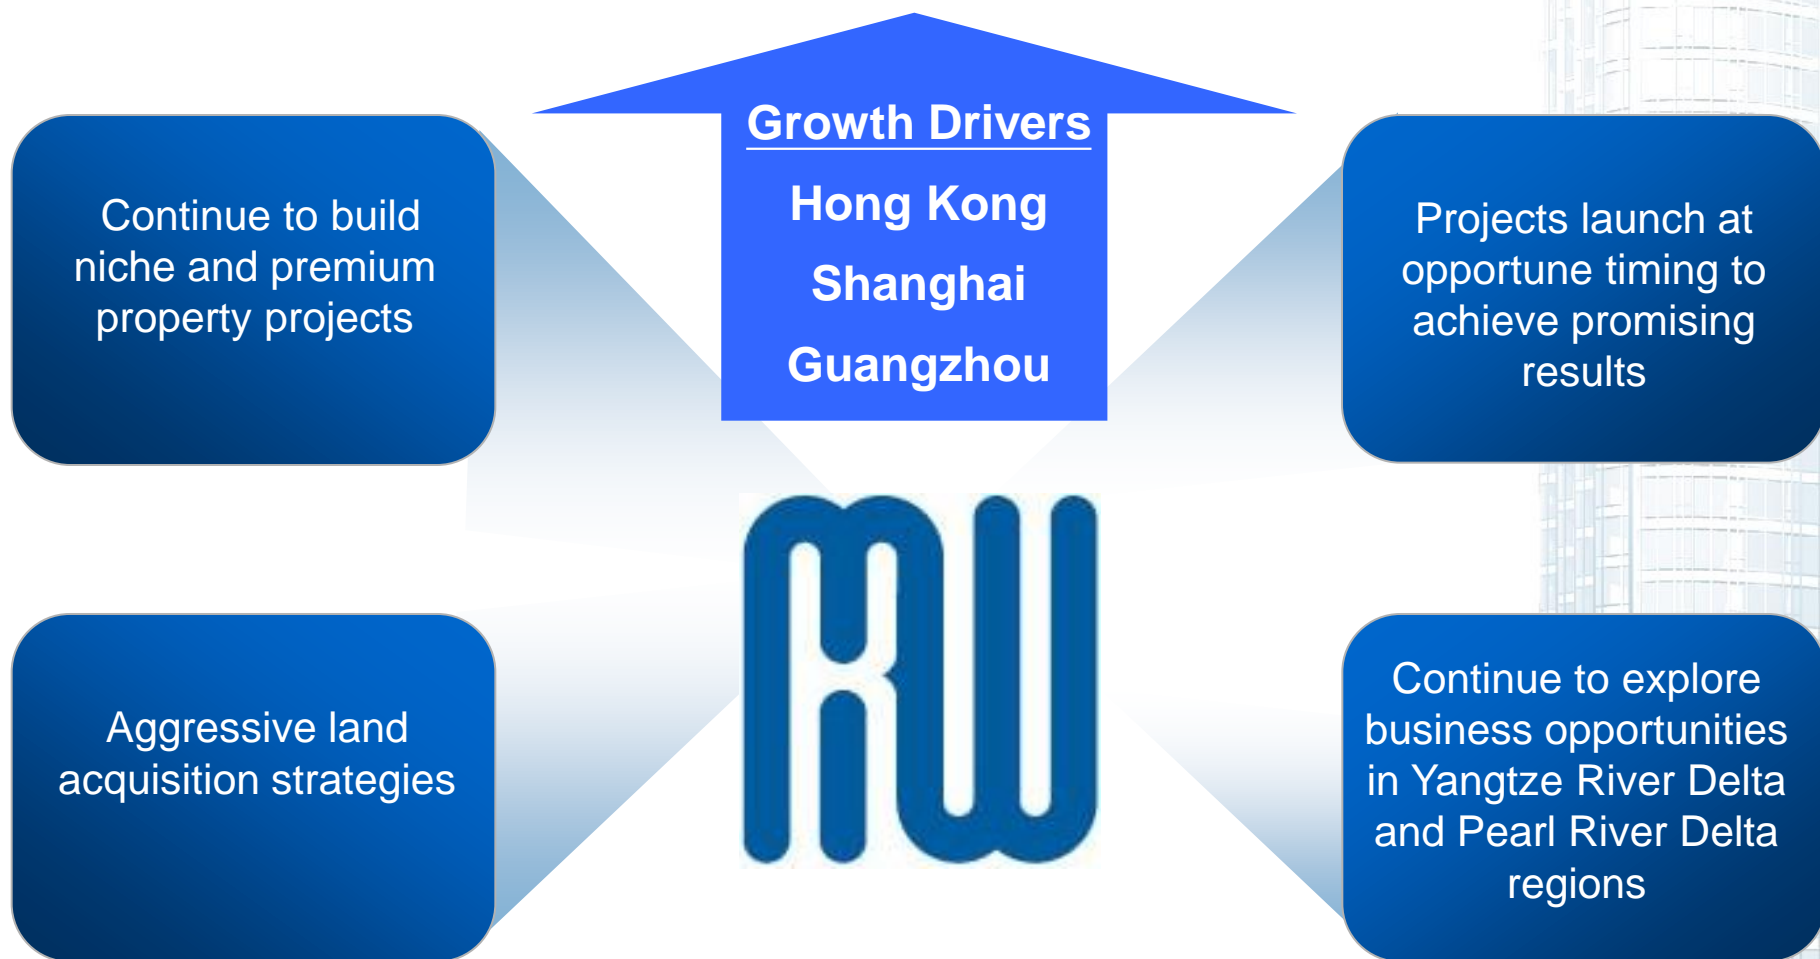 Growth Drivers
Hong Kong
Shanghai
Guangzhou
Continue to build
niche and premium
property projects
Projects launch at
opportune timing to
achieve promising
results
Aggressive land
acquisition strategies
Continue to explore
business opportunities
in Yangtze River Delta
and Pearl River Delta
regions